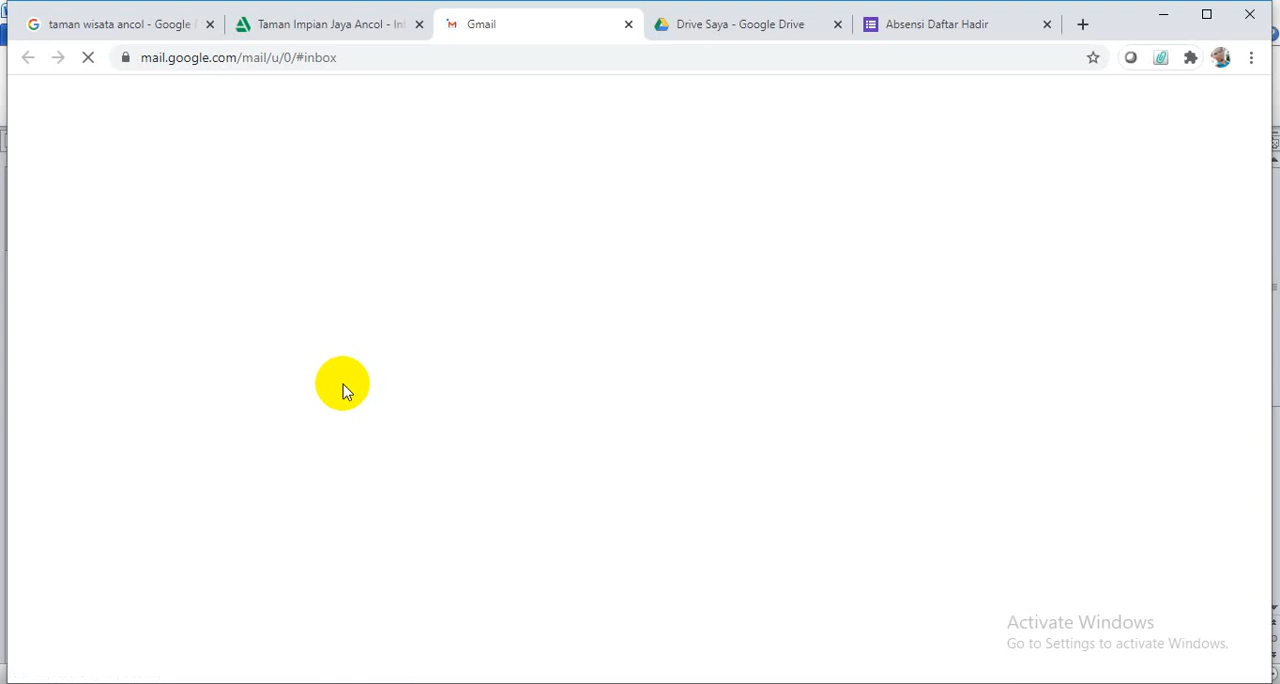 taman wisata ancol - Google
Taman Impian Jaya Ancol - In
Gmail
Drive Saya - Google Drive
Absensi Daftar Hadir
mail.google.com/mail/u/0/#inbox
Activate Windows
Go to Settings to activate Windows.